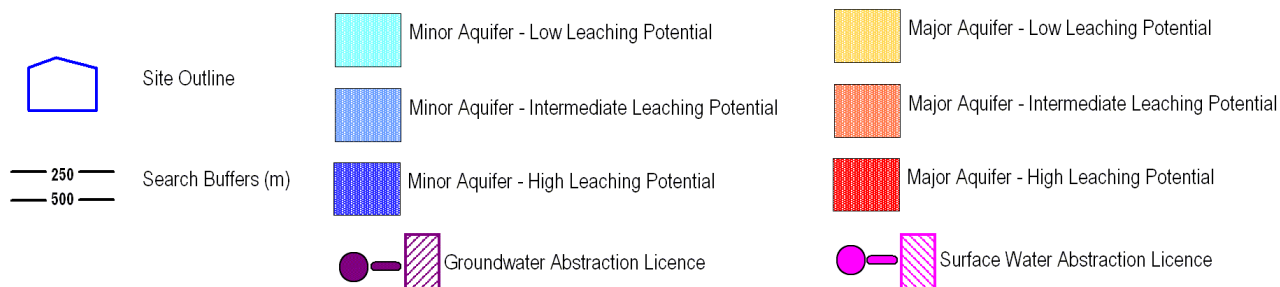 Site Outline
250
500
Search Buffers (m)
Minor Aquifer - Low Leaching Potential
Minor Aquifer - Intermediate Leaching Potential
Minor Aquifer - High Leaching Potential
Groundwater Abstraction Licence
Major Aquifer - Low Leaching Potential
Major Aquifer - Intermediate Leaching Potential
Major Aquifer - High Leaching Potential
Surface Water Abstraction Licence